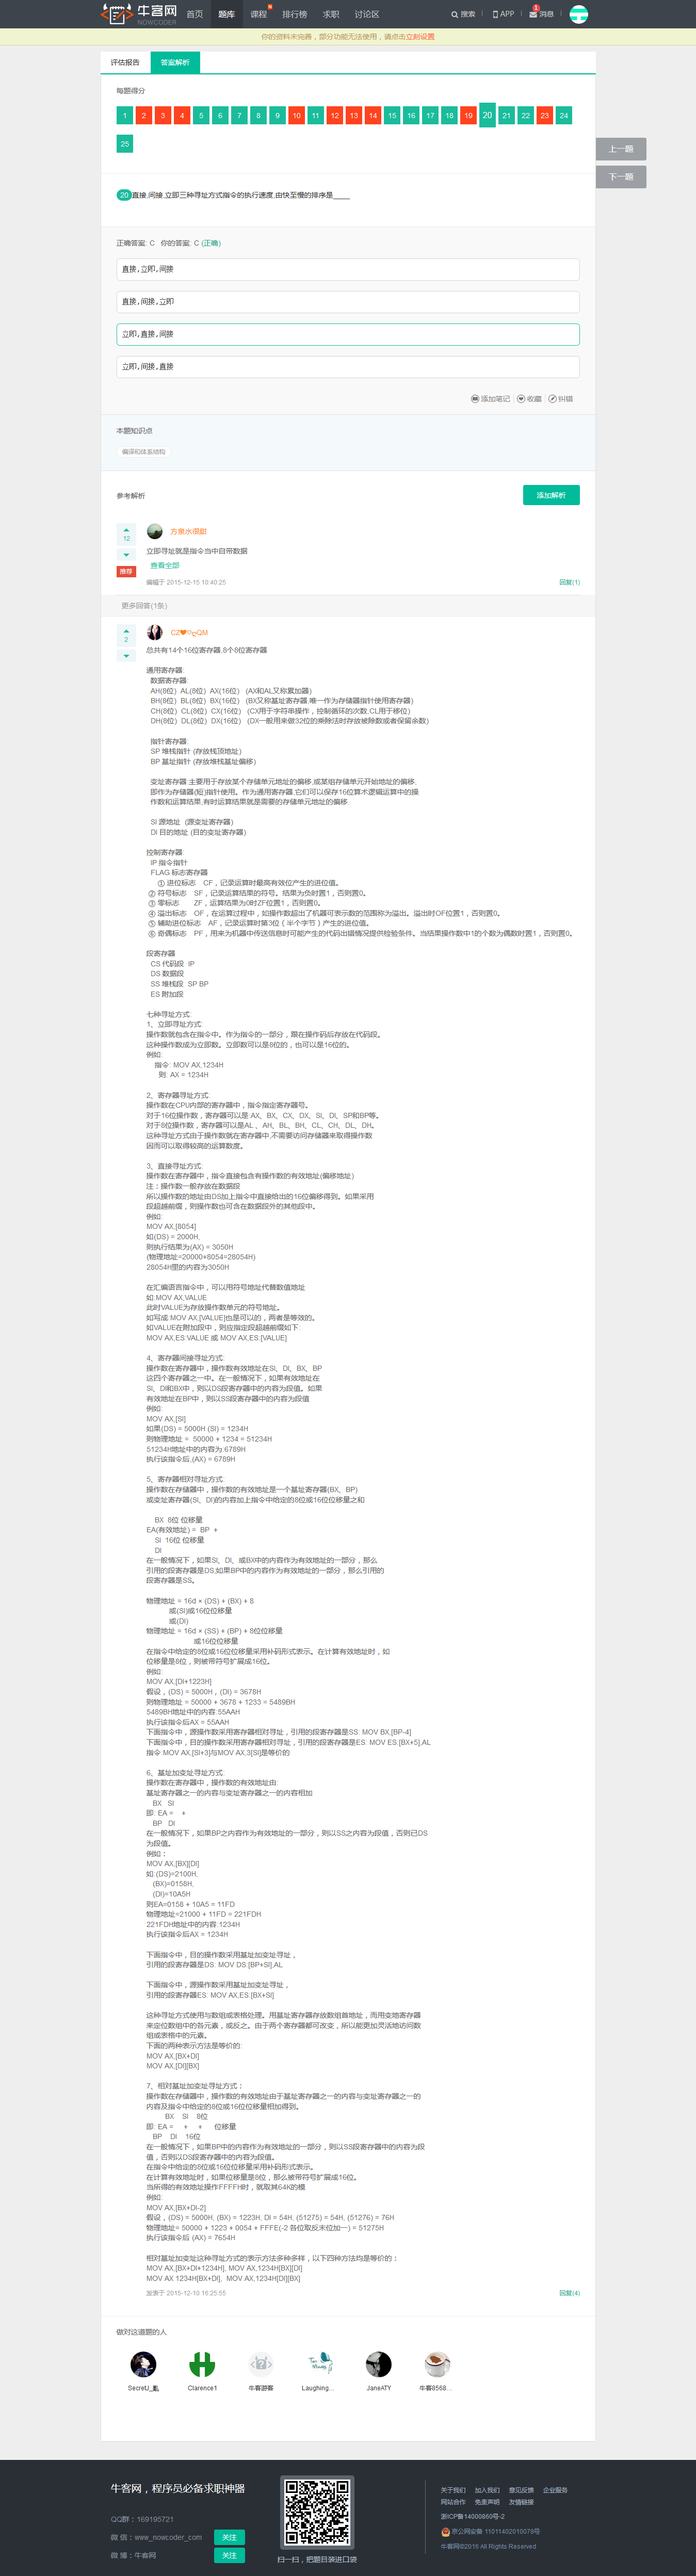 牛客网
NOWCODER
首页 题库 课程 排行榜 求职 讨论区 搜索 APP 消息 1
你的资料未完善，部分功能无法使用，请点击立刻设置
评估报告 答案解析
每题得分
1 2 3 4 5 6 7 8 9 10 11 12 13 14 15 16 17 18 19 20 21 22 23 24
25
上一题
下一题
20 直接,间接,立即三种寻址方式指令的执行速度,由快至慢的排序是_____
正确答案: C 你的答案: C (正确)
直接,立即,间接
直接,间接,立即
立即,直接,间接
立即,间接,直接
添加笔记 收藏 纠错
本题知识点
编译和体系结构
参考解析 添加解析
12
推荐
方泉水很甜
立即寻址就是指令当中自带数据
查看全部
编辑于 2015-12-15 10:40:25 回复(1)
更多回答(1条)
2
总共有14个16位寄存器,8个8位寄存器
通用寄存器:
数据寄存器:
AH(8位) AL(8位) AX(16位) (AX和AL又称累加器)
BH(8位) BL(8位) BX(16位) (BX又称基址寄存器,唯一作为存储器指针使用寄存器)
CH(8位) CL(8位) CX(16位) (CX用于字符串操作，控制循环的次数,CL用于移位)
DH(8位) DL(8位) DX(16位) (DX一般用来做32位的乘除法时存放被除数或者保留余数)
指针寄存器:
SP 堆栈指针 (存放栈顶地址)
BP 基址指针 (存放堆栈基址偏移)
变址寄存器:主要用于存放某个存储单元地址的偏移,或某组存储单元开始地址的偏移,
即作为存储器(短)指针使用。作为通用寄存器,它们可以保存16位算术逻辑运算中的操
作数和运算结果,有时运算结果就是需要的存储单元地址的偏移.
SI 源地址 (源变址寄存器)
DI 目的地址 (目的变址寄存器)
控制寄存器:
IP 指令指针
FLAG 标志寄存器
① 进位标志 CF，记录运算时最高有效位产生的进位值。
② 符号标志 SF，记录运算结果的符号。结果为负时置1，否则置0。
③ 零标志 ZF，运算结果为0时ZF位置1，否则置0。
④ 溢出标志 OF，在运算过程中，如操作数超出了机器可表示数的范围称为溢出。溢出时OF位置1，否则置0。
⑤ 辅助进位标志 AF，记录运算时第3位（半个字节）产生的进位值。
⑥ 奇偶标志 PF，用来为机器中传送信息时可能产生的代码出错情况提供检验条件。当结果操作数中1的个数为偶数时置1，否则置0。
段寄存器
CS 代码段 IP
DS 数据段
SS 堆栈段 SP BP
ES 附加段
七种寻址方式:
1、立即寻址方式:
操作数就包含在指令中。作为指令的一部分，跟在操作码后存放在代码段。
这种操作数成为立即数。立即数可以是8位的，也可以是16位的。
例如:
指令: MOV AX,1234H
则: AX = 1234H
2、寄存器寻址方式:
操作数在CPU内部的寄存器中，指令指定寄存器号。
对于16位操作数，寄存器可以是:AX、BX、CX、DX、SI、DI、SP和BP等。
对于8位操作数，寄存器可以是AL 、AH、BL、BH、CL、CH、DL、DH。
这种寻址方式由于操作数就在寄存器中,不需要访问存储器来取得操作数
因而可以取得较高的运算数度。
3、直接寻址方式:
操作数在寄存器中，指令直接包含有操作数的有效地址(偏移地址)
注：操作数一般存放在数据段
所以操作数的地址由DS加上指令中直接给出的16位偏移得到。如果采用
段超越前缀，则操作数也可含在数据段外的其他段中。
例如:
MOV AX,[8054]
如(DS) = 2000H,
则执行结果为(AX) = 3050H
(物理地址=20000+8054=28054H)
28054H里的内容为3050H
在汇编语言指令中，可以用符号地址代替数值地址
如:MOV AX,VALUE
此时VALUE为存放操作数单元的符号地址。
如写成:MOV AX,[VALUE]也是可以的，两者是等效的。
如VALUE在附加段中，则应指定段超越前缀如下:
MOV AX,ES:VALUE 或 MOV AX,ES:[VALUE]
4、寄存器间接寻址方式:
操作数在寄存器中，操作数有效地址在SI、DI、BX、BP
这四个寄存器之一中。在一般情况下，如果有效地址在
SI、DI和BX中，则以DS段寄存器中的内容为段值。如果
有效地址在BP中，则以SS段寄存器中的内容为段值
例如:
MOV AX,[SI]
如果(DS) = 5000H (SI) = 1234H
则物理地址 = 50000 + 1234 = 51234H
51234H地址中的内容为:6789H
执行该指令后,(AX) = 6789H
5、寄存器相对寻址方式:
操作数在存储器中，操作数的有效地址是一个基址寄存器(BX、BP)
或变址寄存器(SI、DI)的内容加上指令中给定的8位或16位位移量之和
BX 8位 位移量
EA(有效地址) = BP +
SI 16位 位移量
DI
在一般情况下，如果SI、DI、或BX中的内容作为有效地址的一部分，那么
引用的段寄存器是DS;如果BP中的内容作为有效地址的一部分，那么引用的
段寄存器是SS。
物理地址 = 16d × (DS) + (BX) + 8
或(SI)或16位位移量
或(DI)
物理地址 = 16d × (SS) + (BP) + 8位位移量
或16位位移量
在指令中给定的8位或16位位移量采用补码形式表示。在计算有效地址时，如
位移量是8位，则被带符号扩展成16位。
例如:
MOV AX,[DI+1223H]
假设，(DS) = 5000H，(DI) = 3678H
则物理地址 = 50000 + 3678 + 1233 = 5489BH
5489BH地址中的内容:55AAH
执行该指令后AX = 55AAH
下面指令中，源操作数采用寄存器相对寻址，引用的段寄存器是SS: MOV BX,[BP-4]
下面指令中，目的操作数采用寄存器相对寻址，引用的段寄存器是ES: MOV ES:[BX+5],AL
指令:MOV AX,[SI+3]与MOV AX,3[SI]是等价的
6、基址加变址寻址方式:
操作数在寄存器中，操作数的有效地址由:
基址寄存器之一的内容与变址寄存器之一的内容相加
BX SI
即: EA = +
BP DI
在一般情况下，如果BP之内容作为有效地址的一部分，则以SS之内容为段值，否则已DS
为段值。
例如：
MOV AX,[BX][DI]
如:(DS)=2100H,
(BX)=0158H,
(DI)=10A5H
则EA=0158 + 10A5 = 11FD
物理地址=21000 + 11FD = 221FDH
221FDH地址中的内容:1234H
执行该指令后AX = 1234H
下面指令中，目的操作数采用基址加变址寻址，
引用的段寄存器是DS: MOV DS:[BP+SI],AL
下面指令中，源操作数采用基址加变址寻址，
引用的段寄存器ES: MOV AX,ES:[BX+SI]
这种寻址方式使用与数组或表格处理。用基址寄存器存放数组首地址，而用变地寄存器
来定位数组中的各元素，或反之。由于两个寄存器都可改变，所以能更加灵活地访问数
组或表格中的元素。
下面的两种表示方法是等价的:
MOV AX,[BX+DI]
MOV AX,[DI][BX]
7、相对基址加变址寻址方式：
操作数在存储器中，操作数的有效地址由于基址寄存器之一的内容与变址寄存器之一的
内容及指令中给定的8位或16位位移量相加得到。
BX SI 8位
即: EA = + + 位移量
BP DI 16位
在一般情况下，如果BP中的内容作为有效地址的一部分，则以SS段寄存器中的内容为段
值，否则以DS段寄存器中的内容为段值。
在指令中给定的8位或16位位移量采用补码形式表示。
在计算有效地址时，如果位移量是8位，那么被带符号扩展成16位。
当所得的有效地址操作FFFFH时，就取其64K的模
例如:
MOV AX,[BX+DI-2]
假设，(DS) = 5000H, (BX) = 1223H, DI = 54H, (51275) = 54H, (51276) = 76H
物理地址= 50000 + 1223 + 0054 + FFFE(-2 各位取反末位加一) = 51275H
执行该指令后 (AX) = 7654H
相对基址加变址这种寻址方式的表示方法多种多样，以下四种方法均是等价的：
MOV AX,[BX+DI+1234H], MOV AX,1234H[BX][DI]
MOV AX 1234H[BX+DI], MOV AX,1234H[DI][BX]
发表于 2015-12-10 16:25:55 回复(4)
做对这道题的人
SecreU_亂 Clarence1 牛客游客 Laughing... JaneATY 牛客8568...
牛客网，程序员必备求职神器
QQ群：169195721
微 信：www_nowcoder_com 关注
微 博：牛客网 关注
扫一扫，把题目装进口袋
关于我们 加入我们 意见反馈 企业服务
网站合作 免责声明 友情链接
浙ICP备14000860号-2
京公网安备 11011402010078号
牛客网©2016 All Rights Reserved